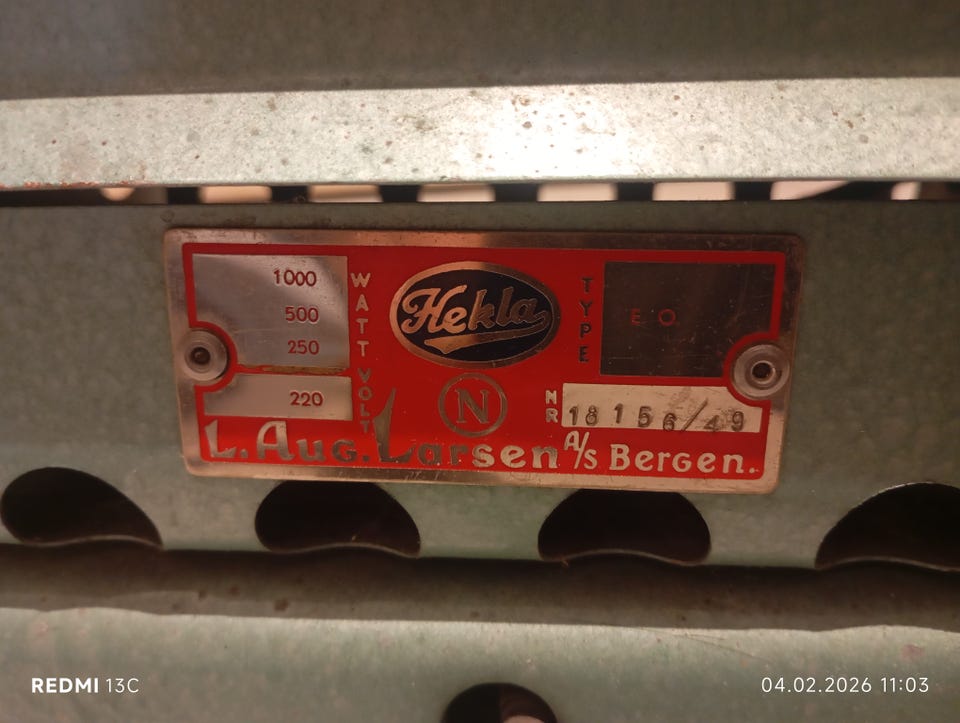 1000
500
250
WATT
220
VOLT
Hekla
N
TYPE
EO.
NR 18156/49
L. Aug. Larsen A/S Bergen.
REDMI 13C
04.02.2026 11:03